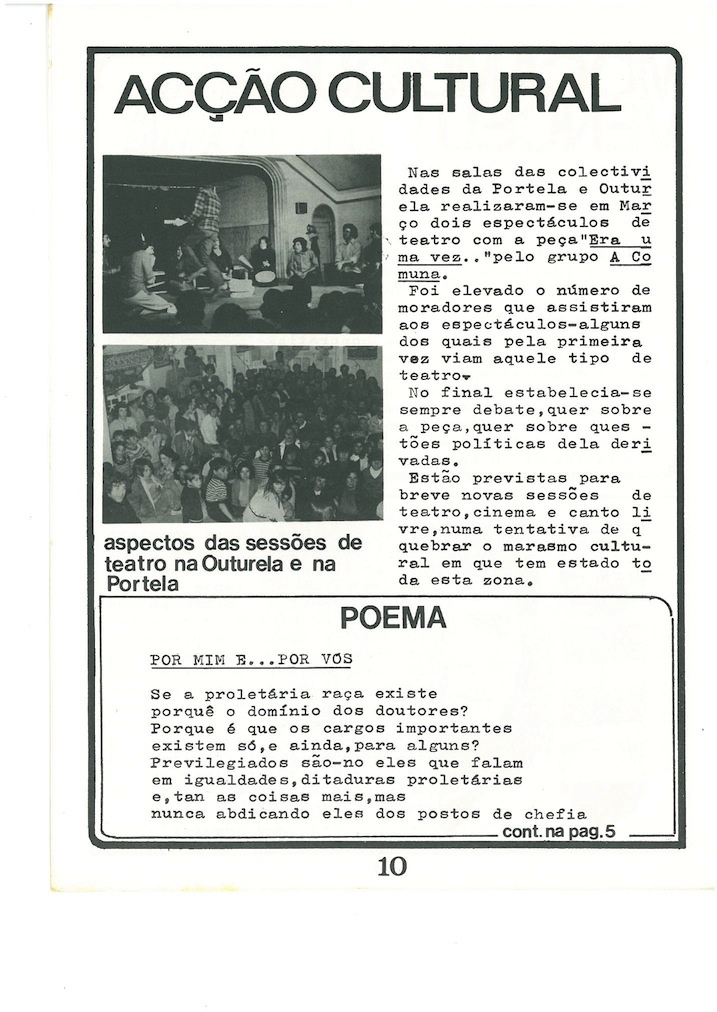 ACÇÃO CULTURAL
Nas salas das colectivi
dades da Portela e Outur
ela realizaram-se em Mar
ço dois espectáculos de
teatro com a peça"Era u
ma vez.."pelo grupo A Co
muna.
Foi elevado o número de
moradores que assistiram
aos espectáculos-alguns
dos quais pela primeira
vez viam aquele tipo de
teatro.
No final estabelecia-se
sempre debate,quer sobre
a peça,quer sobre ques -
tões políticas dela deri
vadas.
Estão previstas para
breve novas sessões de
teatro,cinema e canto li
vre,numa tentativa de q
quebrar o marasmo cultu-
ral em que tem estado to
da esta zona.
aspectos das sessões de
teatro na Outurela e na
Portela
POEMA
POR MIM E...POR VÓS
Se a proletária raça existe
porquê o domínio dos doutores?
Porque é que os cargos importantes
existem só,e ainda,para alguns?
Previlegiados são-no eles que falam
em igualdades,ditaduras proletárias
e,tan as coisas mais,mas
nunca abdicando eles dos postos de chefia
cont. na pag.5
10